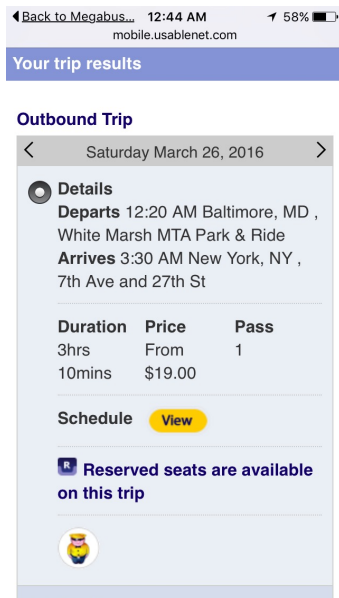 Back to Megabus... 12:44 AM 58%
mobile.usablenet.com
Your trip results
Outbound Trip
Saturday March 26, 2016
Details
Departs 12:20 AM Baltimore, MD ,
White Marsh MTA Park & Ride
Arrives 3:30 AM New York, NY ,
7th Ave and 27th St
Duration Price Pass
3hrs From 1
10mins $19.00
Schedule View
R Reserved seats are available
on this trip